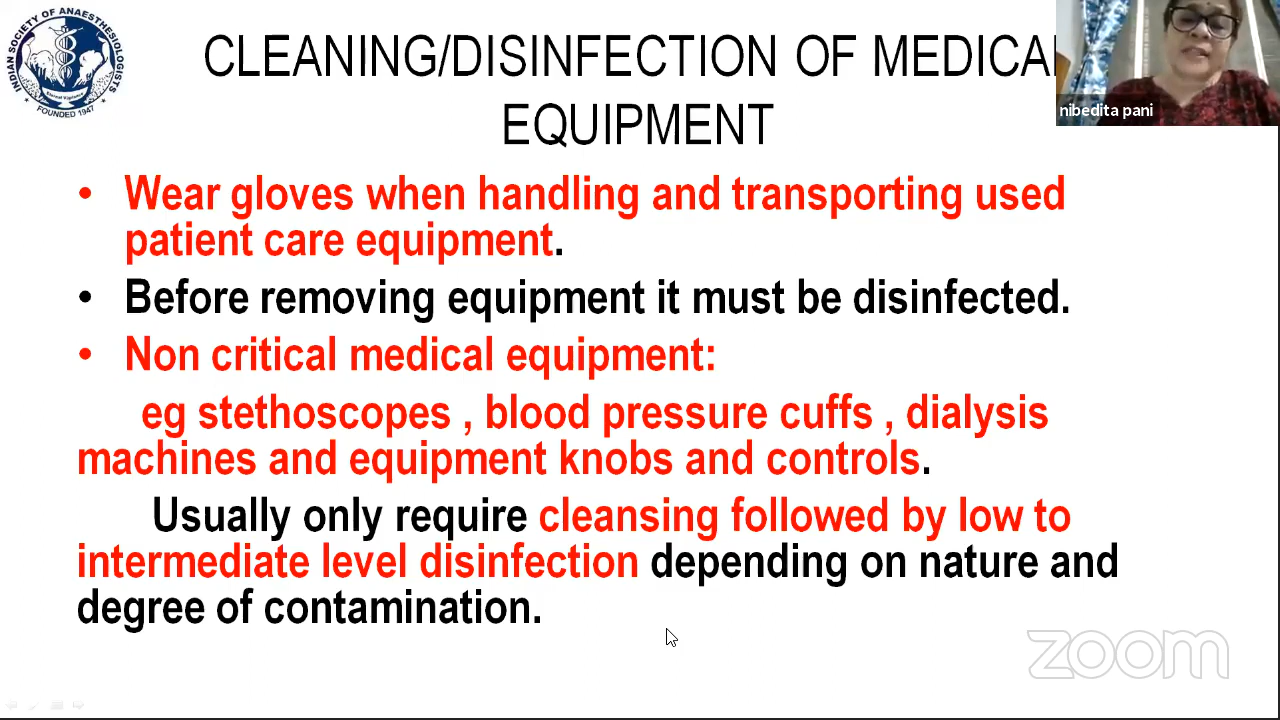 INDIAN SOCIETY OF ANAESTHESIOLOGISTS
Eternal Vigilance
FOUNDED 1947
CLEANING/DISINFECTION OF MEDICA
EQUIPMENT
nibedita pani
• Wear gloves when handling and transporting used
patient care equipment.
• Before removing equipment it must be disinfected.
• Non critical medical equipment:
eg stethoscopes , blood pressure cuffs , dialysis
machines and equipment knobs and controls.
Usually only require cleansing followed by low to
intermediate level disinfection depending on nature and
degree of contamination.
zoom